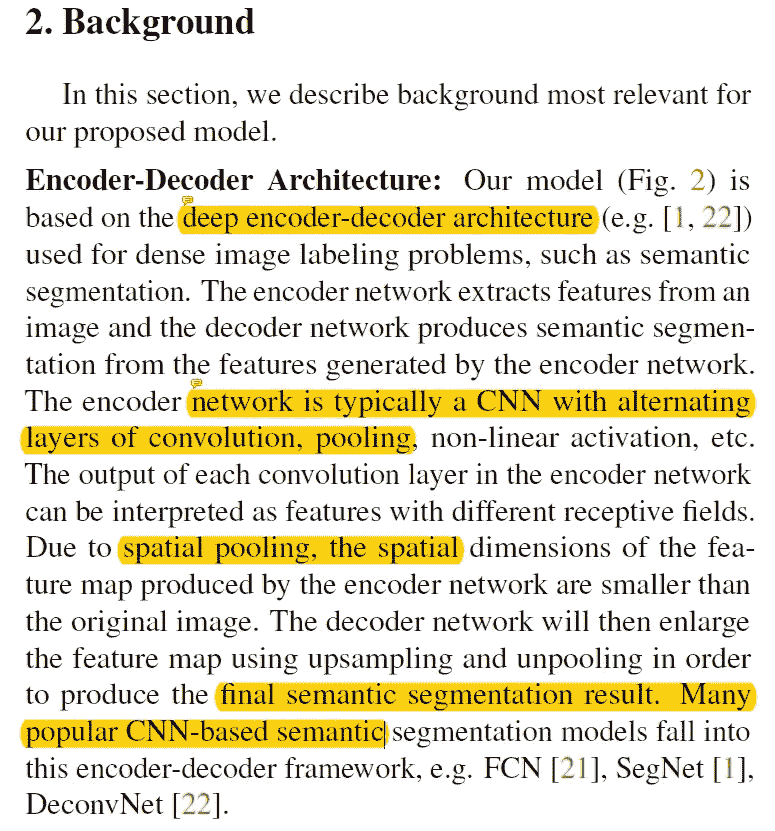 2. Background
In this section, we describe background most relevant for
our proposed model.
Encoder-Decoder Architecture: Our model (Fig. 2) is
based on the deep encoder-decoder architecture (e.g. [1, 22])
used for dense image labeling problems, such as semantic
segmentation. The encoder network extracts features from an
image and the decoder network produces semantic segmen-
tation from the features generated by the encoder network.
The encoder network is typically a CNN with alternating
layers of convolution, pooling, non-linear activation, etc.
The output of each convolution layer in the encoder network
can be interpreted as features with different receptive fields.
Due to spatial pooling, the spatial dimensions of the fea-
ture map produced by the encoder network are smaller than
the original image. The decoder network will then enlarge
the feature map using upsampling and unpooling in order
to produce the final semantic segmentation result. Many
popular CNN-based semantic segmentation models fall into
this encoder-decoder framework, e.g. FCN [21], SegNet [1],
DeconvNet [22].